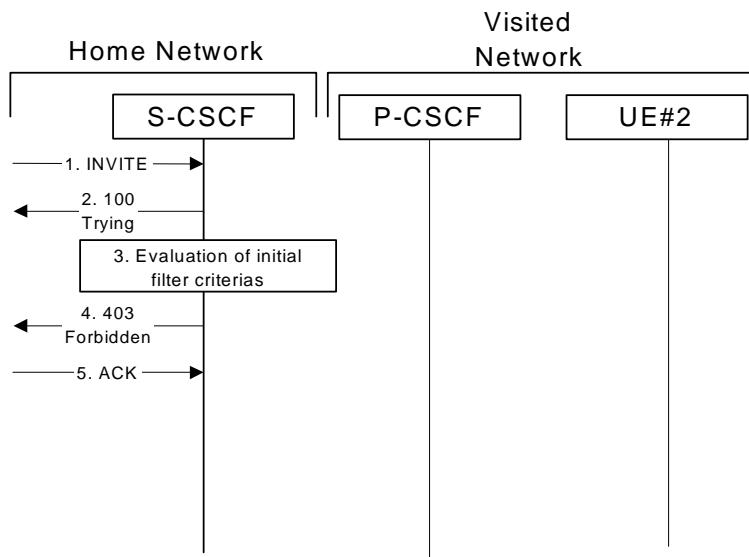 Home Network
Visited
Network
S-CSCF
P-CSCF
UE#2
1. INVITE
2. 100
Trying
3. Evaluation of initial
filter criterias
4. 403
Forbidden
5. ACK